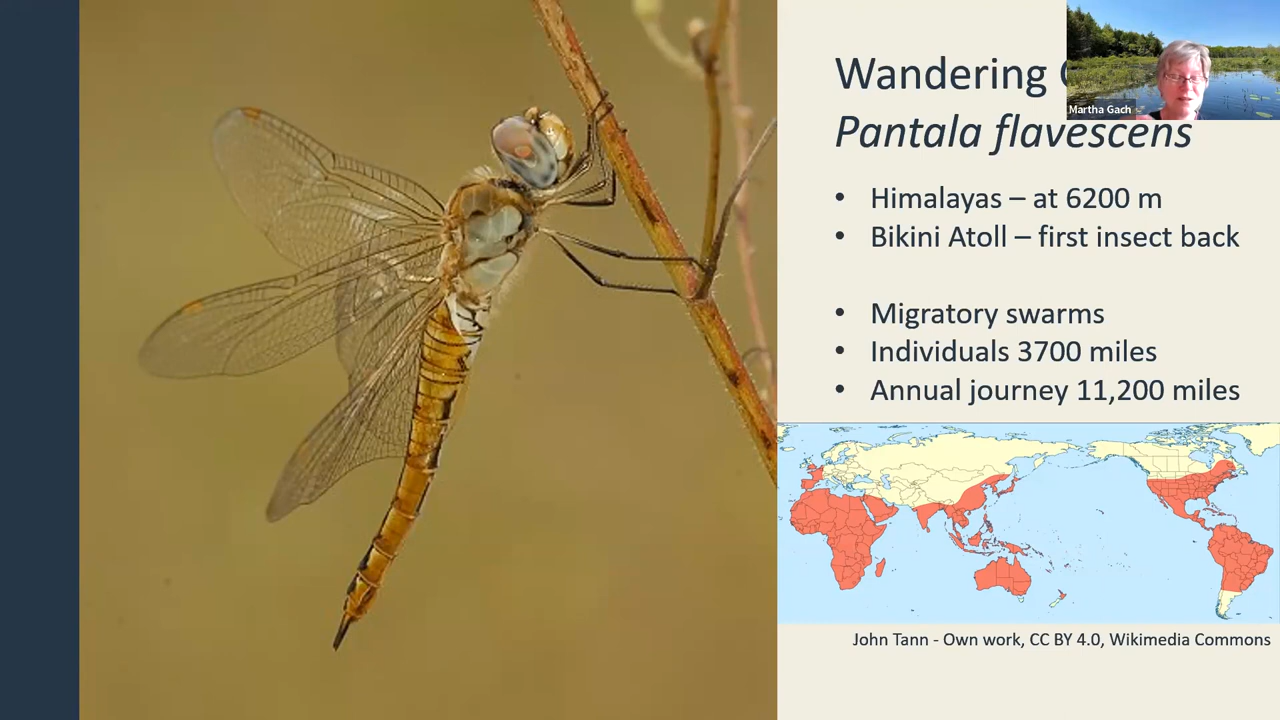 Wandering
Martha Gach
Pantala flavescens
• Himalayas – at 6200 m
• Bikini Atoll – first insect back
• Migratory swarms
• Individuals 3700 miles
• Annual journey 11,200 miles
John Tann - Own work, CC BY 4.0, Wikimedia Commons